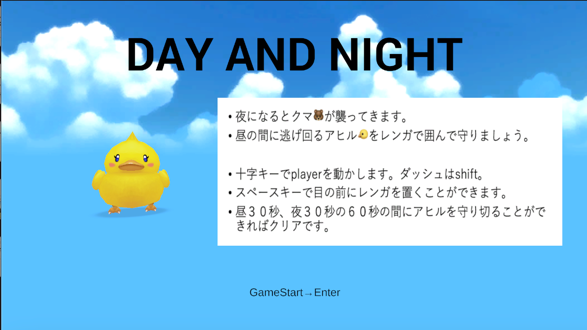 DAY AND NIGHT
• 夜になるとクマ🐻が襲ってきます。
• 昼の間に逃げ回るアヒル🐤をレンガで囲んで守りましょう。
• 十字キーでplayerを動かします。ダッシュはshift。
• スペースキーで目の前にレンガを置くことができます。
• 昼３０秒、夜３０秒の６０秒の間にアヒルを守り切ることがで
きればクリアです。
GameStart→Enter